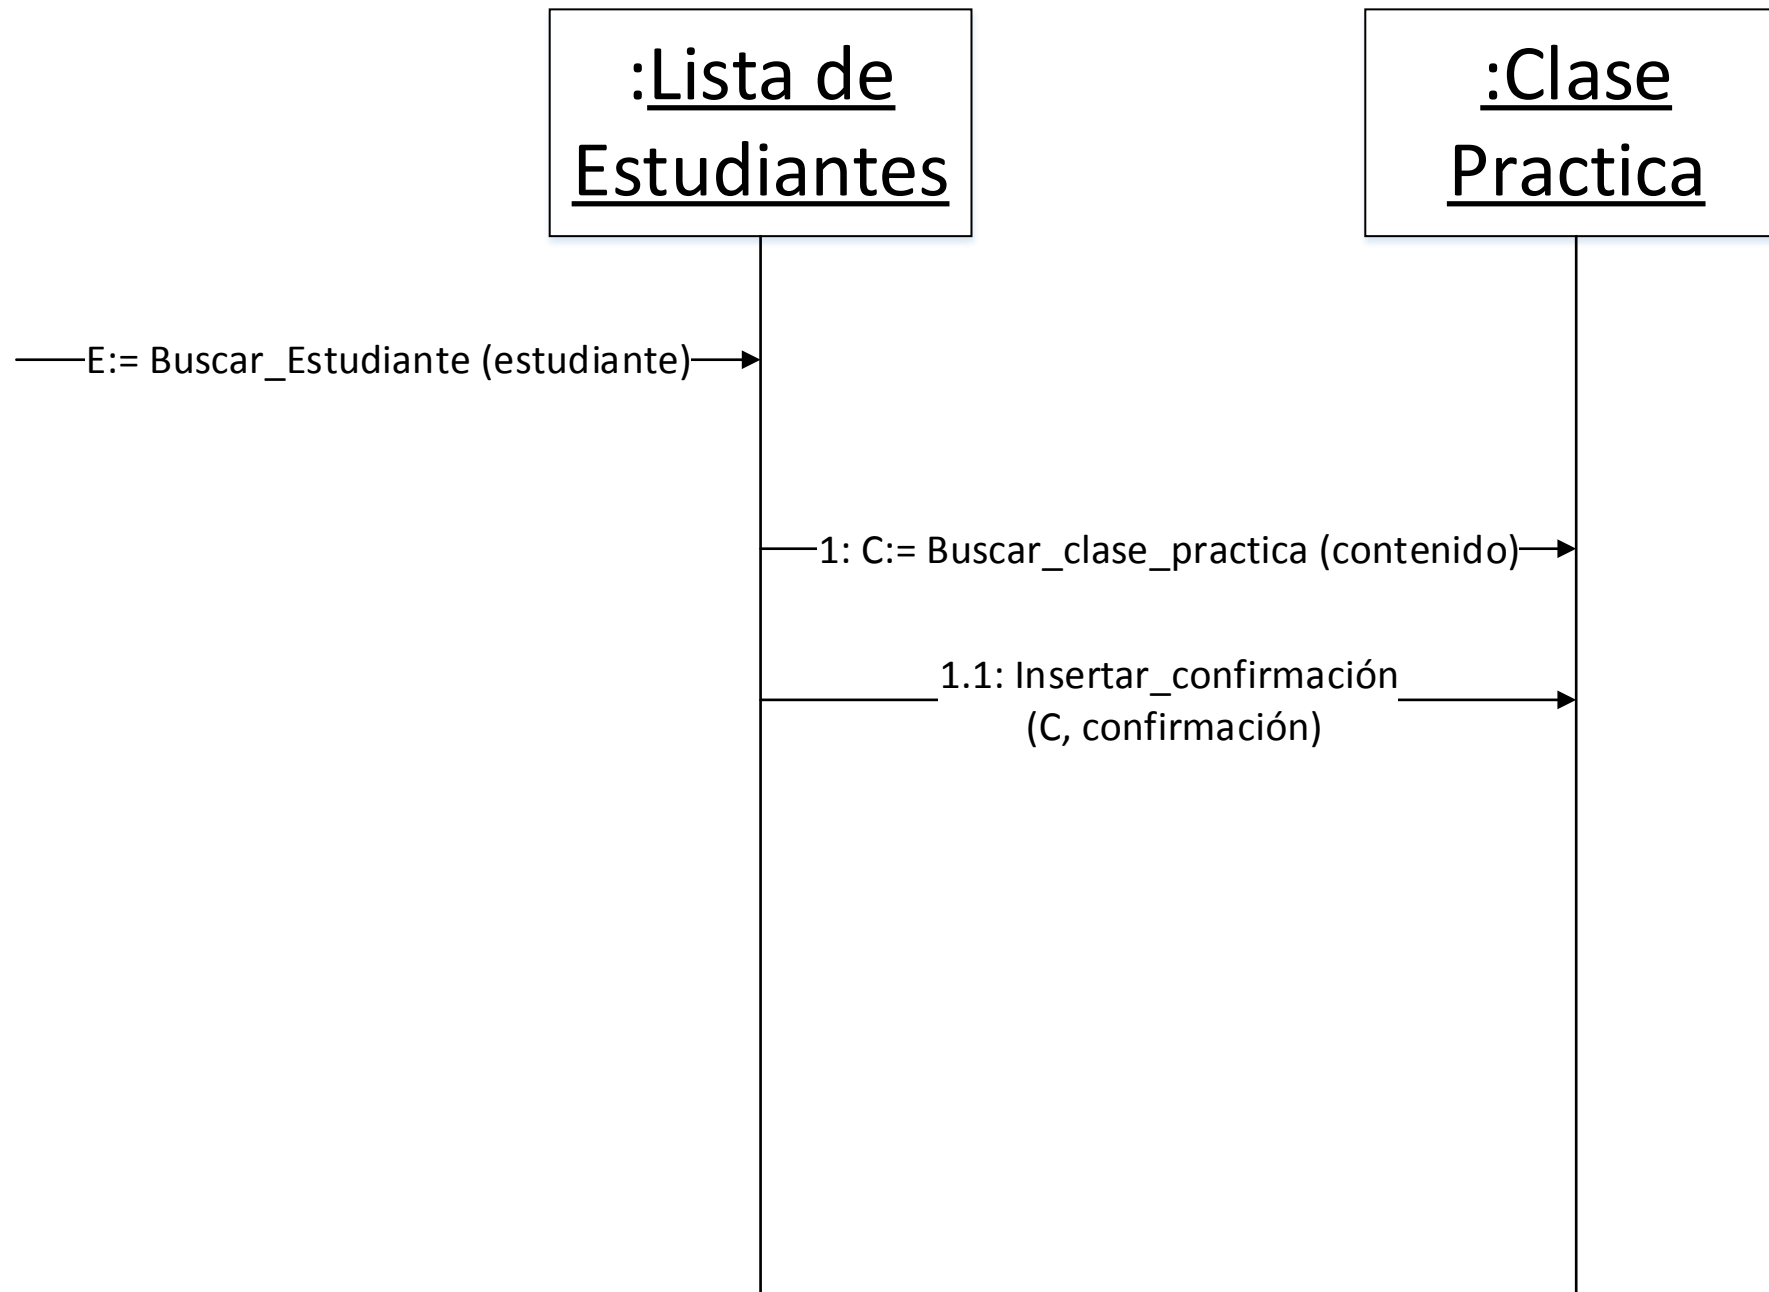 :Lista de
Estudiantes
:Clase
Practica
E:= Buscar_Estudiante (estudiante)
1: C:= Buscar_clase_practica (contenido)
1.1: Insertar_confirmación
(C, confirmación)